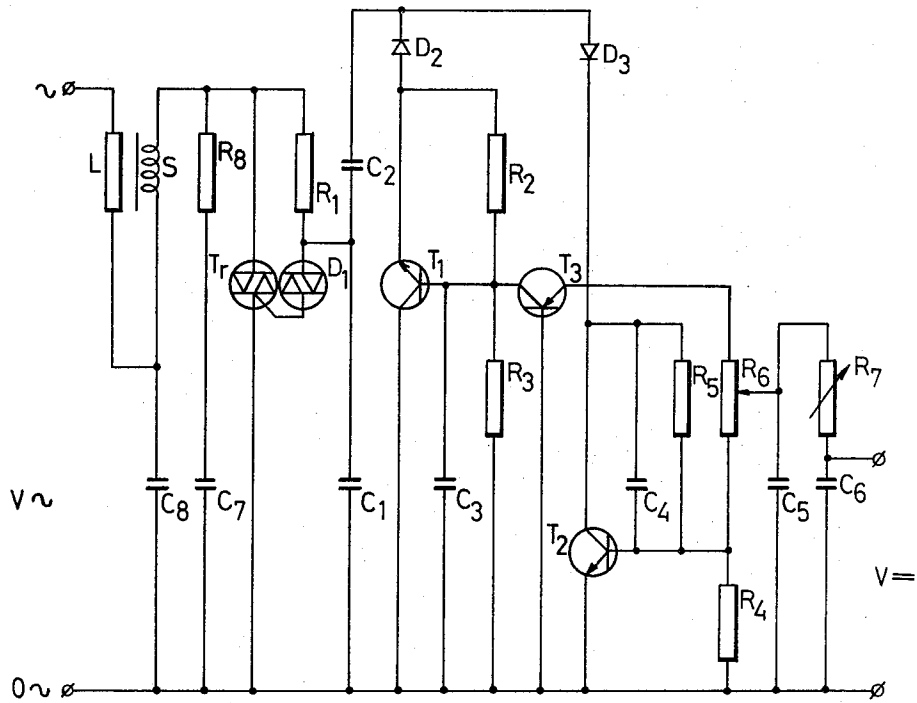 D2
D3
∿
L
S
R8
R1
C2
R2
Tr
D1
T1
T3
R3
R5
R6
R7
V∿
C8
C7
C1
C3
C4
C5
C6
T2
R4
V=
0∿